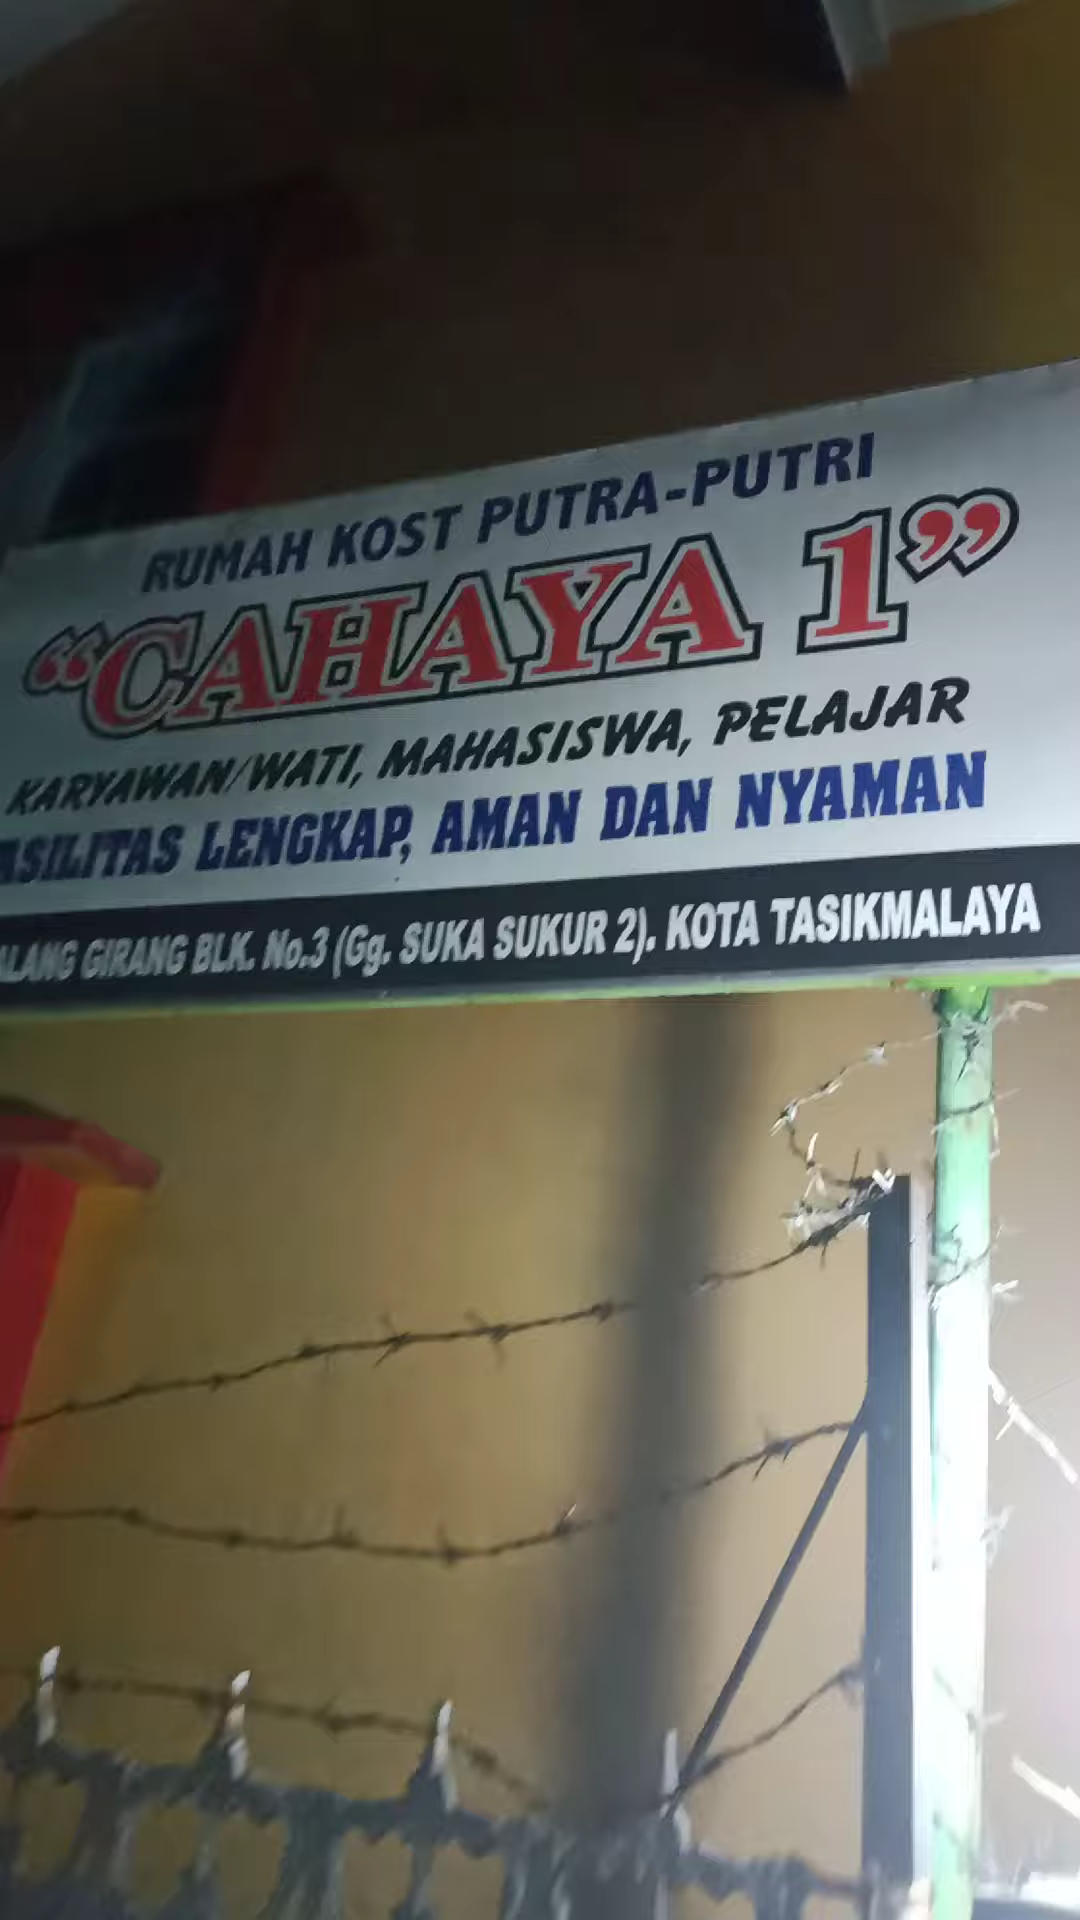 RUMAH KOST PUTRA-PUTRI
“CAHAYA 1”
KARYAWAN/WATI, MAHASISWA, PELAJAR
ASILITAS LENGKAP, AMAN DAN NYAMAN
GIRANG BLK. No.3 (Gg. SUKA SUKUR 2). KOTA TASIKMALAYA